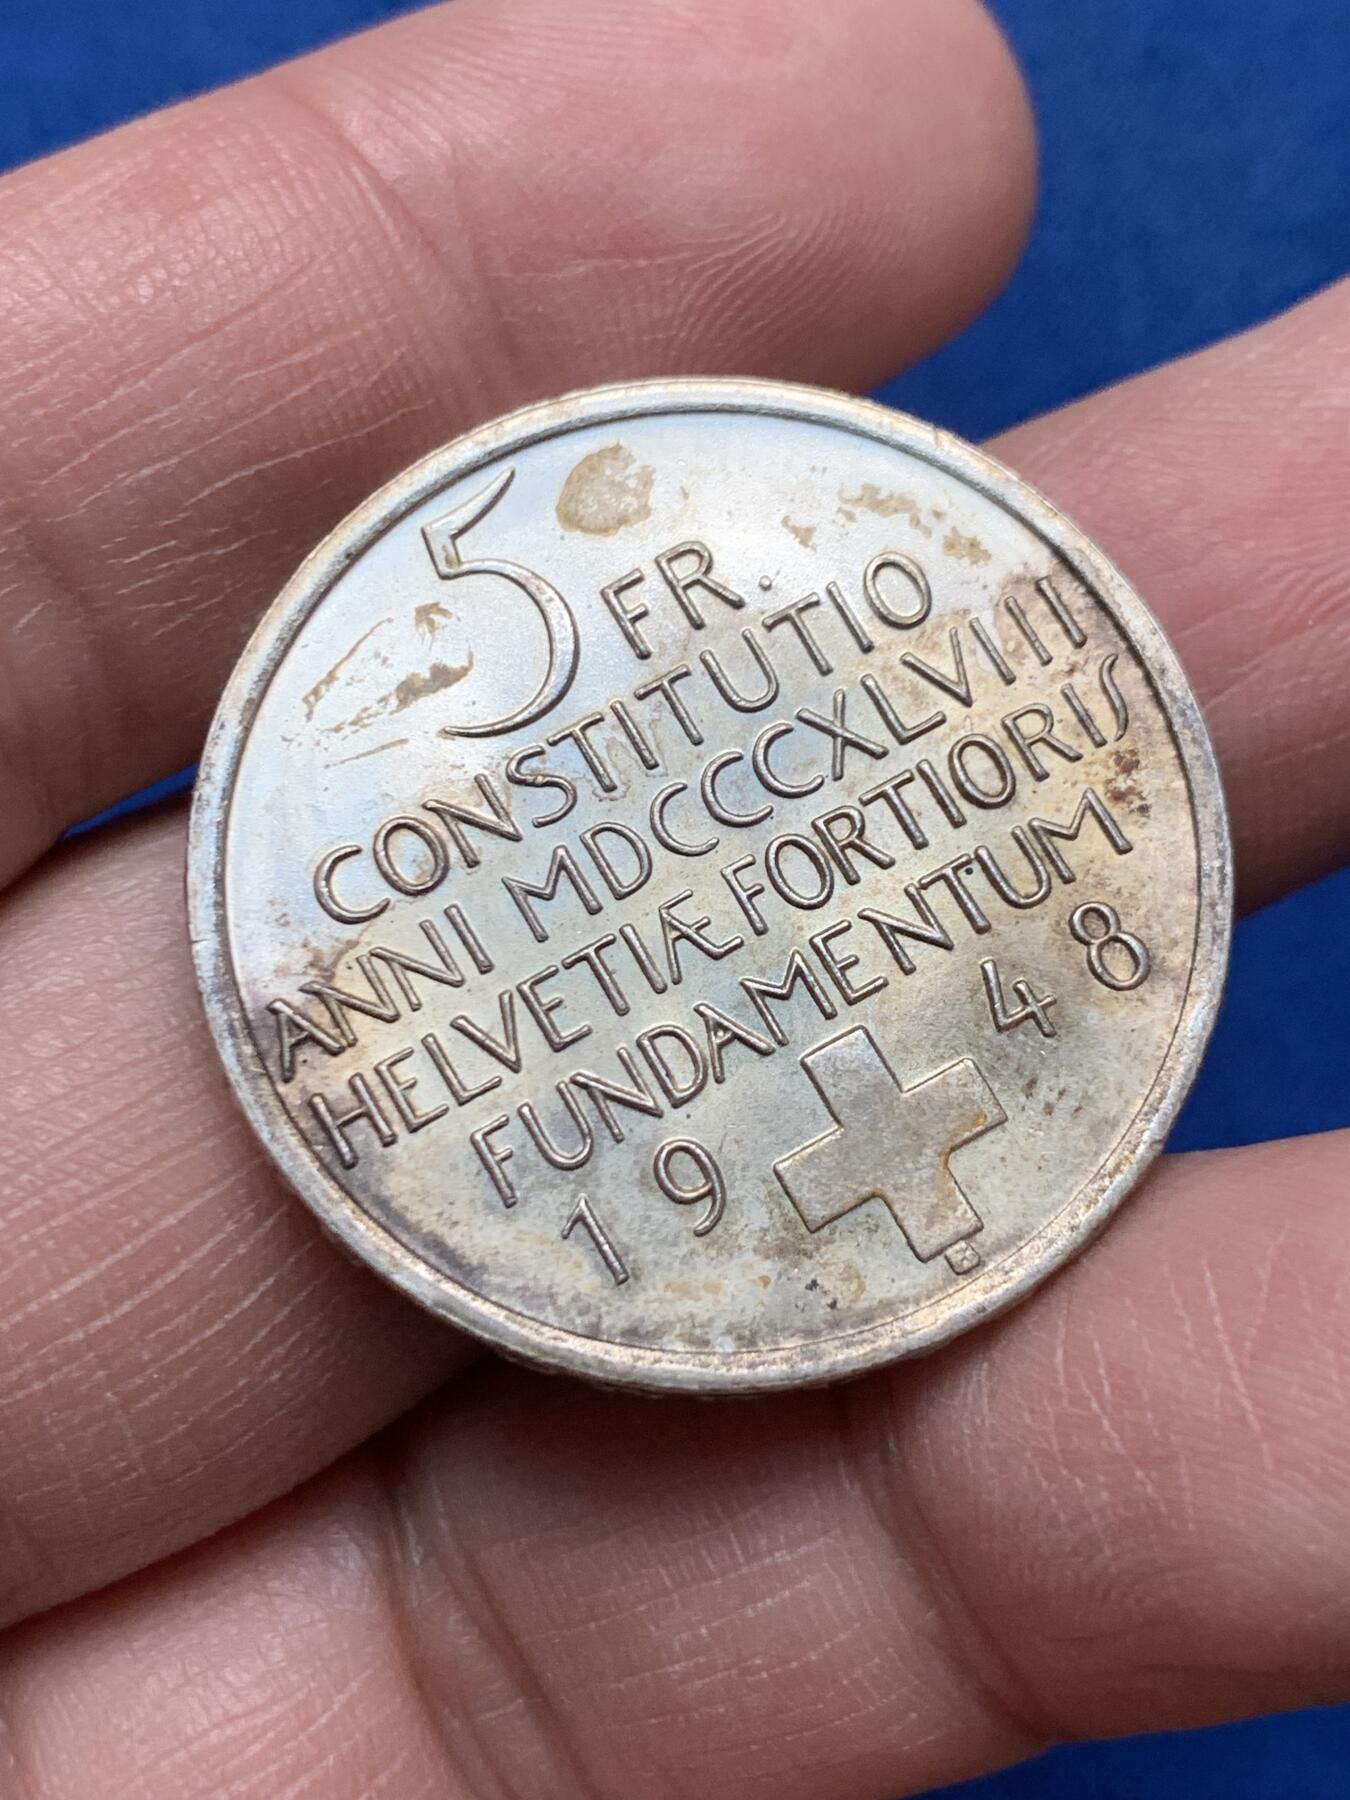 5 FR.
CONSTITUTIO
ANNI MDCCCXLVIII
HELVETIÆ FORTIORIS
FUNDAMENTUM
19 48
B